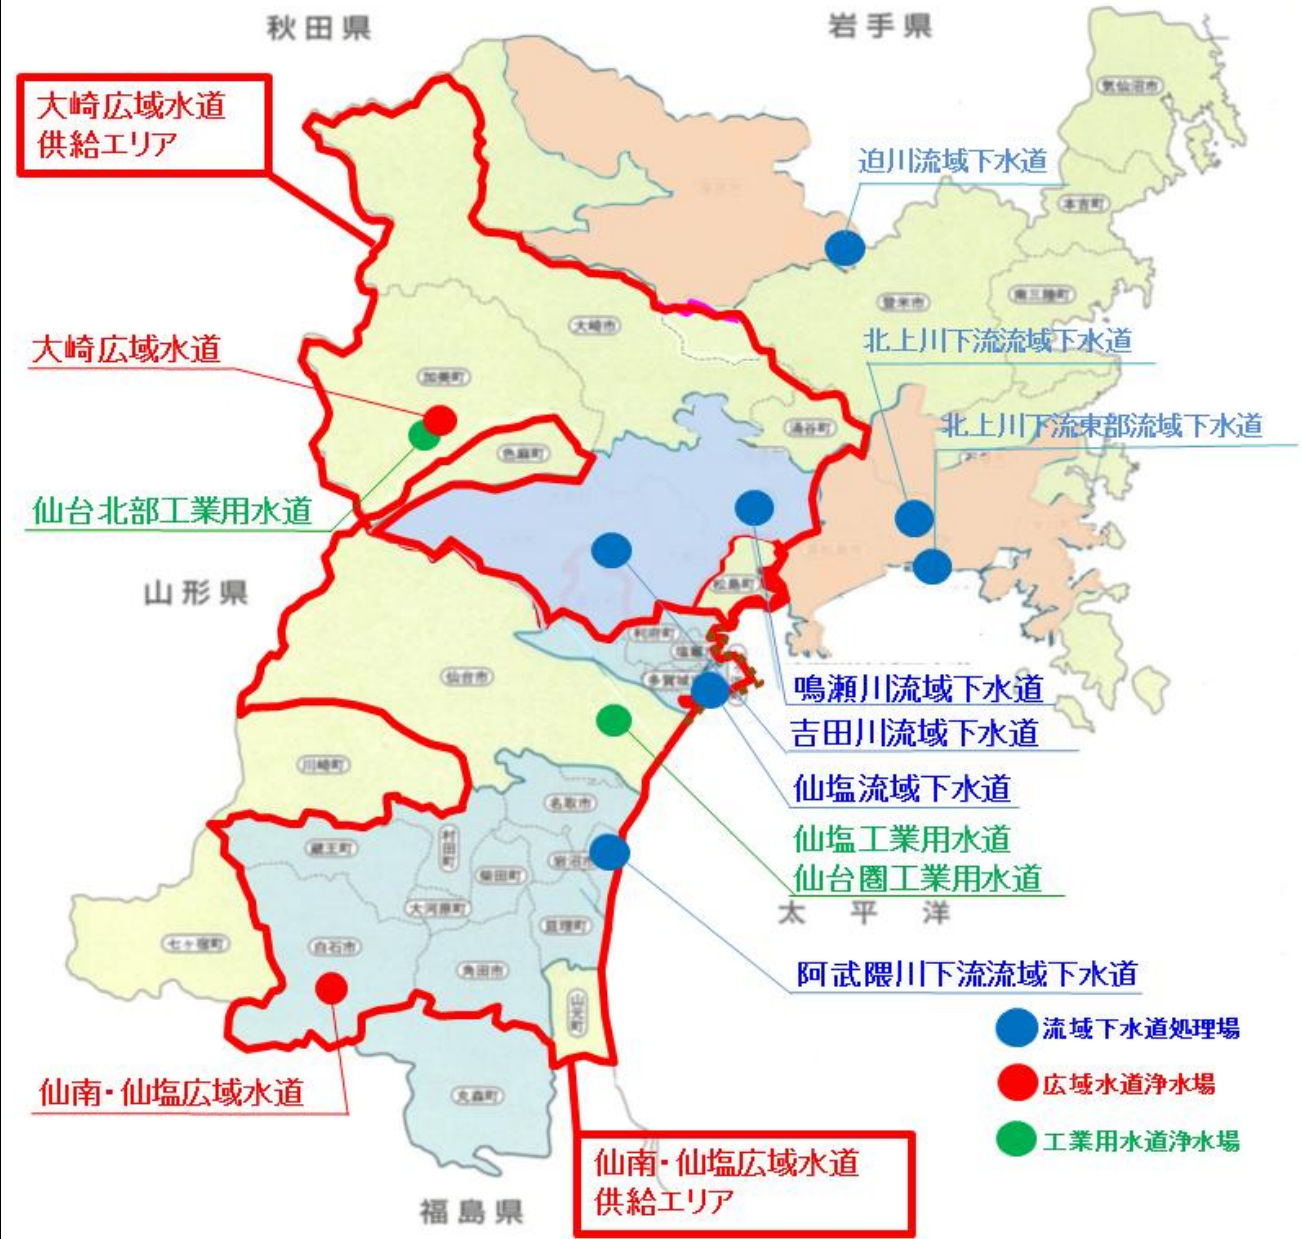 秋田県
岩手県
大崎広域水道
供給エリア
気仙沼市
迫川流域下水道
本吉町
南三陸町
登米市
大崎市
北上川下流流域下水道
大崎広域水道
加美町
北上川下流東部流域下水道
涌谷町
色麻町
仙台北部工業用水道
山形県
松島町
利府町
塩竈
多賀城
仙台市
鳴瀬川流域下水道
吉田川流域下水道
川崎町
仙塩流域下水道
名取市
仙塩工業用水道
村田町
蔵王町
岩沼市
柴田町
仙台圏工業用水道
大河原町
太平洋
亘理町
七ヶ宿町
白石市
角田市
阿武隈川下流流域下水道
山元町
流域下水道処理場
広域水道浄水場
仙南・仙塩広域水道
丸森町
工業用水道浄水場
仙南・仙塩広域水道
供給エリア
福島県